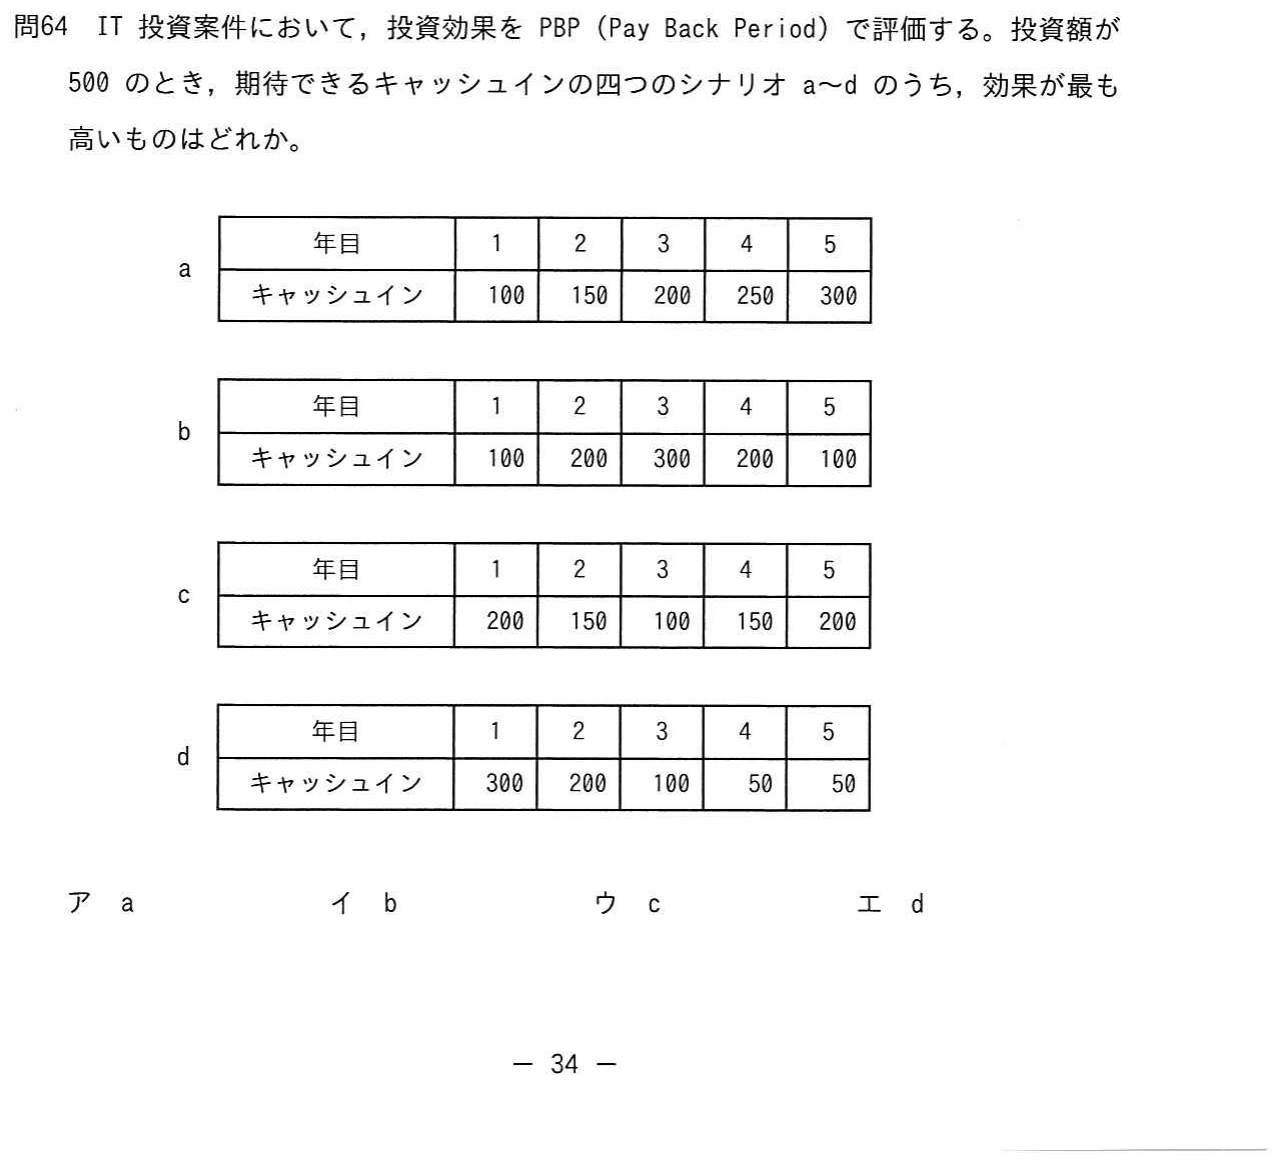 問64 IT 投資案件において，投資効果を PBP（Pay Back Period）で評価する。投資額が
500 のとき，期待できるキャッシュインの四つのシナリオ a～d のうち，効果が最も
高いものはどれか。
a
年目 1 2 3 4 5
キャッシュイン 100 150 200 250 300
b
年目 1 2 3 4 5
キャッシュイン 100 200 300 200 100
c
年目 1 2 3 4 5
キャッシュイン 200 150 100 150 200
d
年目 1 2 3 4 5
キャッシュイン 300 200 100 50 50
ア a イ b ウ c エ d
― 34 ―